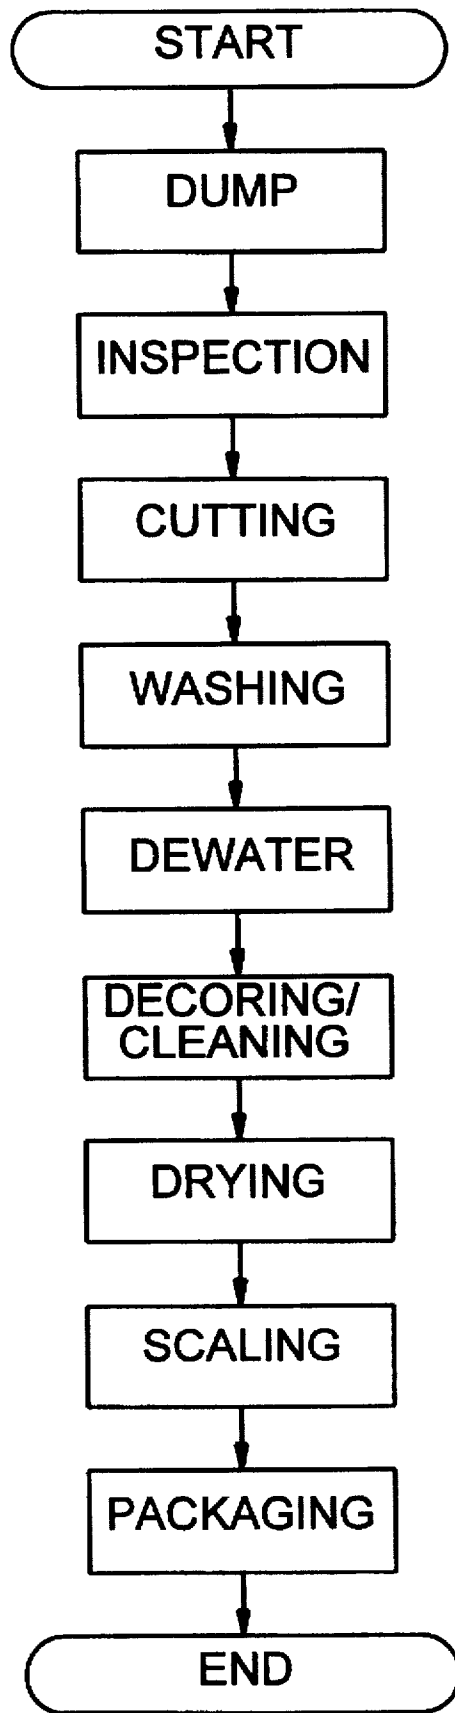 START
DUMP
INSPECTION
CUTTING
WASHING
DEWATER
DECORING/
CLEANING
DRYING
SCALING
PACKAGING
END